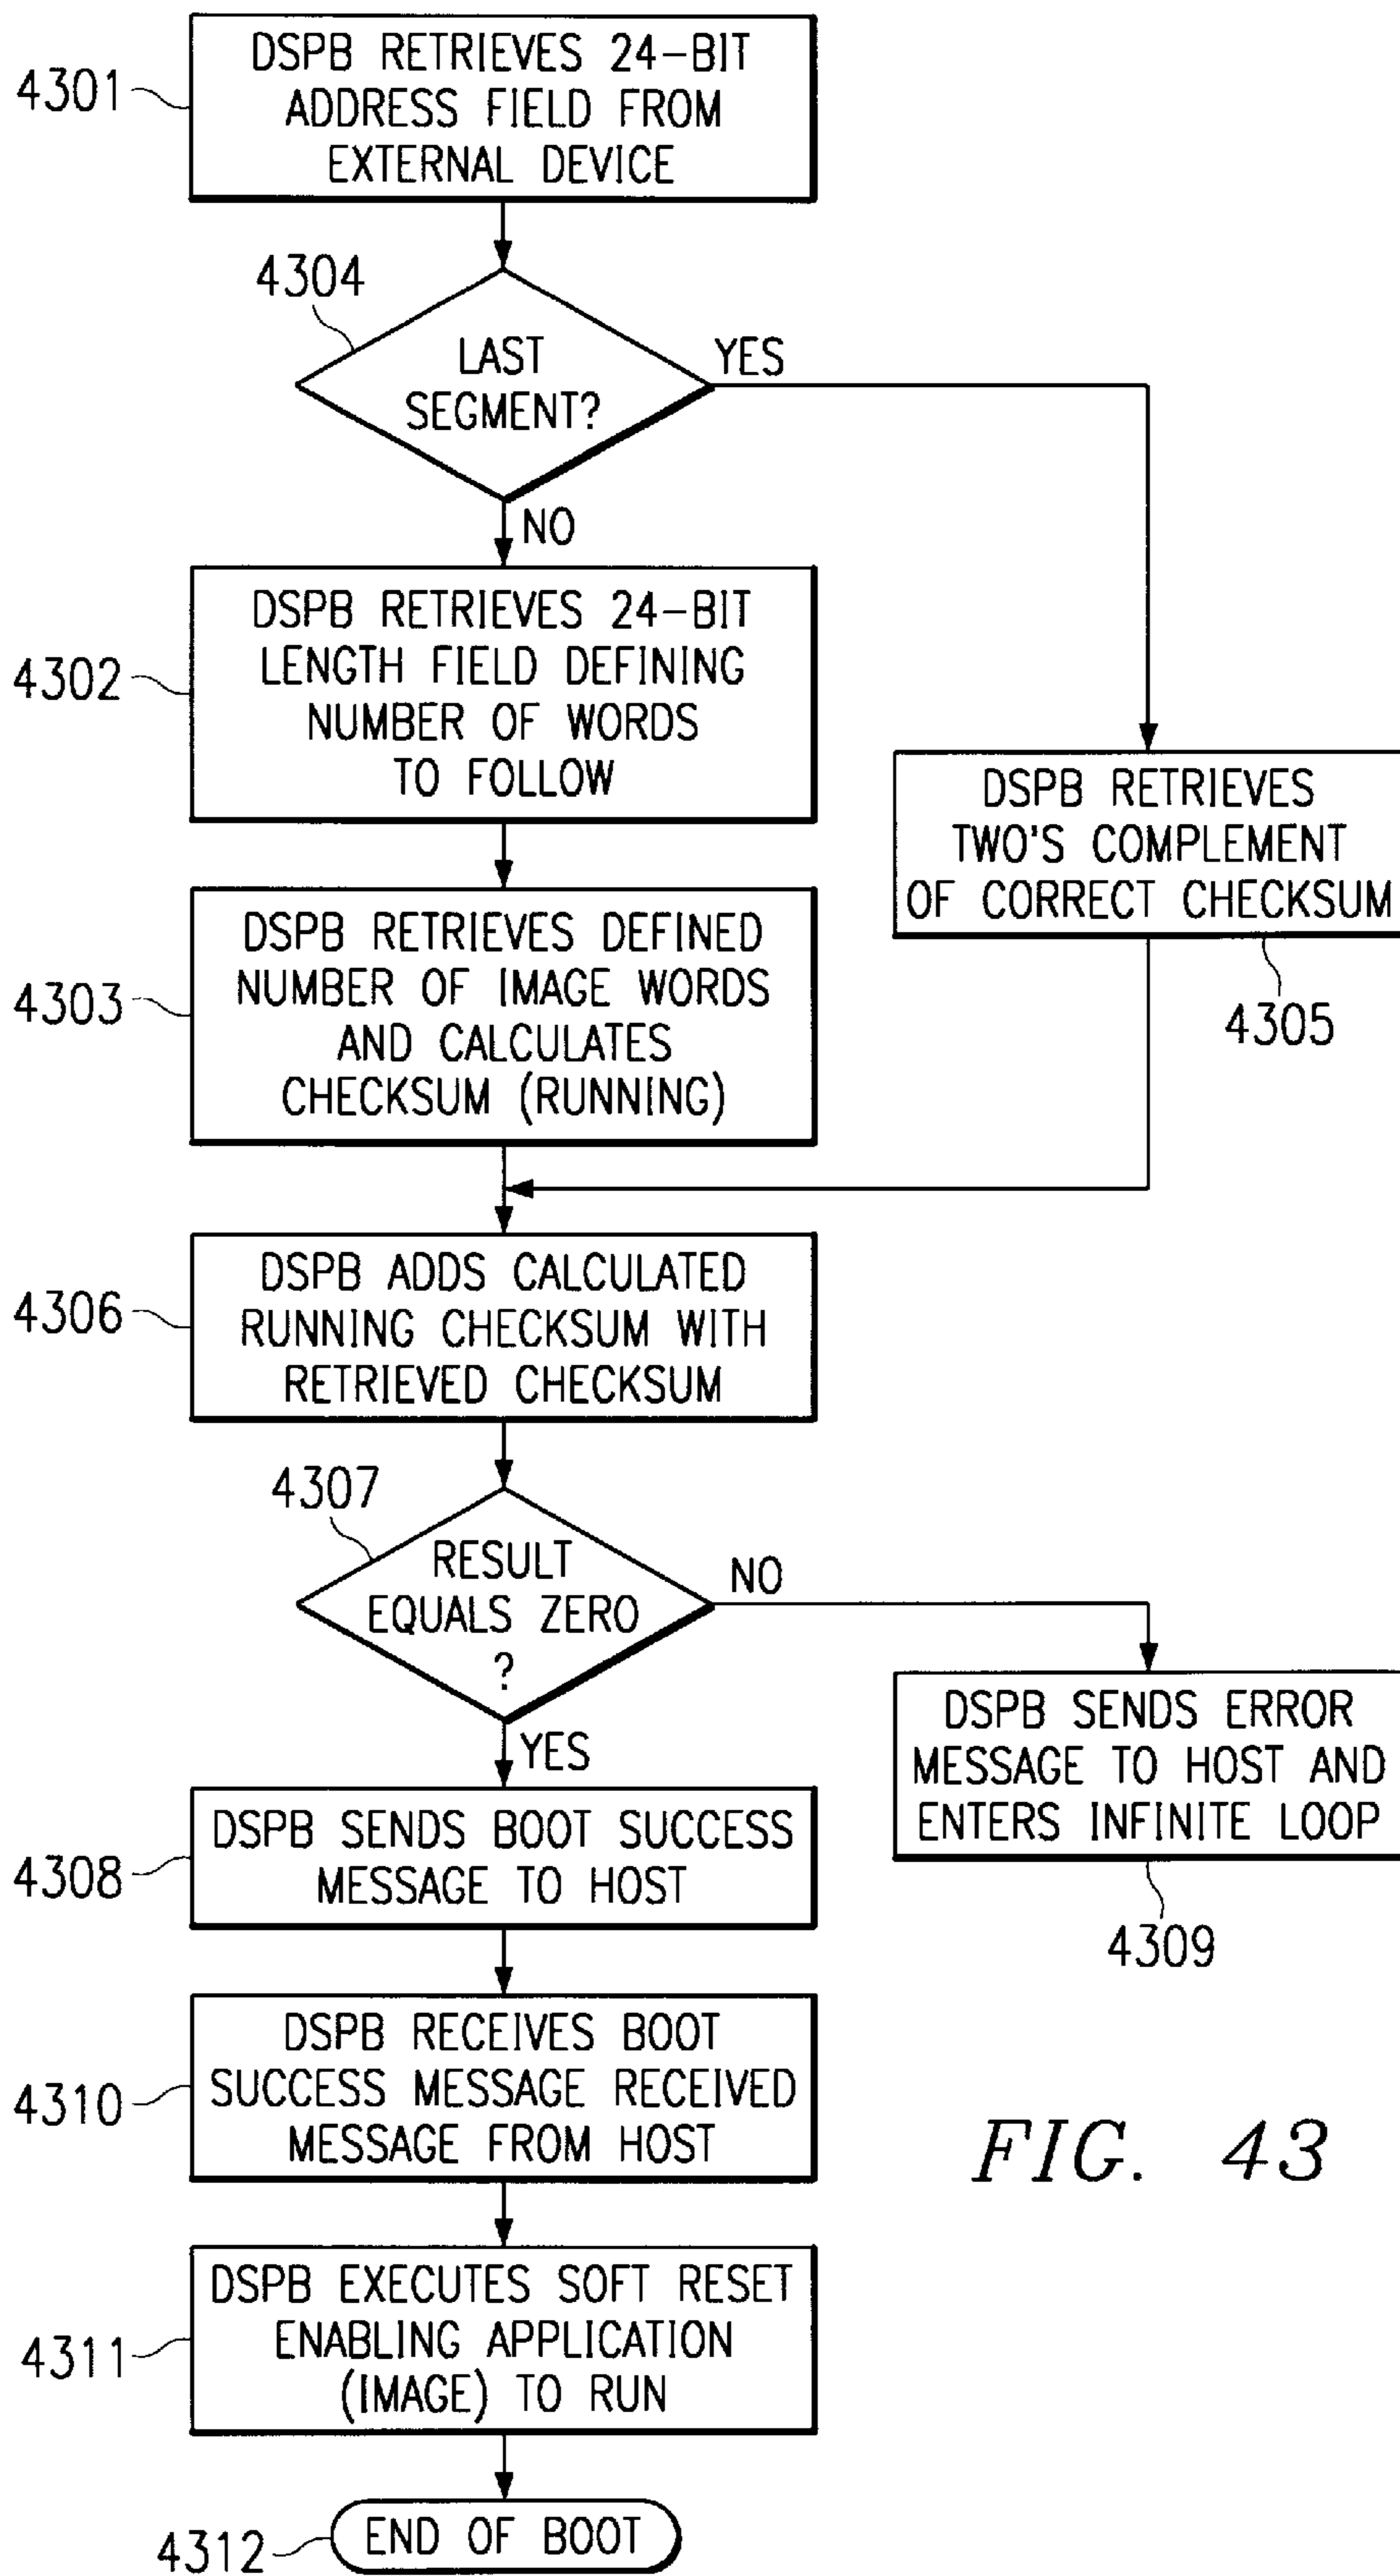 DSPB RETRIEVES 24-BIT
ADDRESS FIELD FROM
EXTERNAL DEVICE
4301
4304
LAST
SEGMENT?
YES
NO
DSPB RETRIEVES 24-BIT
LENGTH FIELD DEFINING
NUMBER OF WORDS
TO FOLLOW
4302
DSPB RETRIEVES
TWO'S COMPLEMENT
OF CORRECT CHECKSUM
4305
DSPB RETRIEVES DEFINED
NUMBER OF IMAGE WORDS
AND CALCULATES
CHECKSUM (RUNNING)
4303
DSPB ADDS CALCULATED
RUNNING CHECKSUM WITH
RETRIEVED CHECKSUM
4306
4307
RESULT
EQUALS ZERO
?
NO
YES
DSPB SENDS ERROR
MESSAGE TO HOST AND
ENTERS INFINITE LOOP
4309
DSPB SENDS BOOT SUCCESS
MESSAGE TO HOST
4308
DSPB RECEIVES BOOT
SUCCESS MESSAGE RECEIVED
MESSAGE FROM HOST
4310
FIG. 43
DSPB EXECUTES SOFT RESET
ENABLING APPLICATION
(IMAGE) TO RUN
4311
END OF BOOT
4312